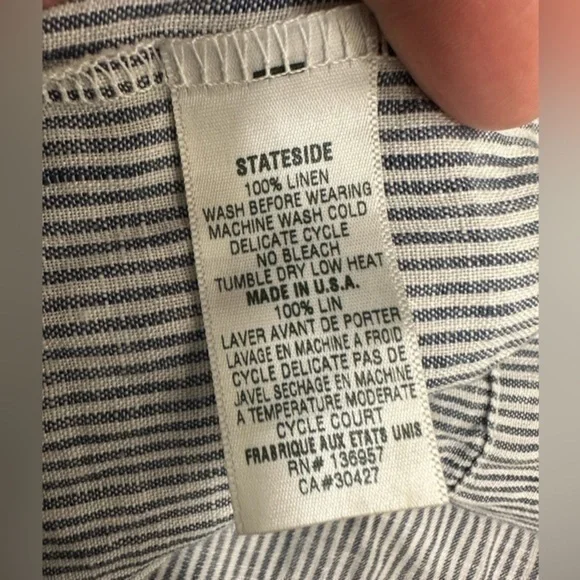 STATESIDE
100% LINEN
WASH BEFORE WEARING
MACHINE WASH COLD
DELICATE CYCLE
NO BLEACH
TUMBLE DRY LOW HEAT
MADE IN U.S.A.
100% LIN
LAVER AVANT DE PORTER
LAVAGE EN MACHINE A FROID
CYCLE DELICATE PAS DE
JAVEL SECHAGE EN MACHINE
A TEMPERATURE MODERATE
CYCLE COURT
FRABRIQUE AUX ETATS UNIS
RN# 136957
CA#30427